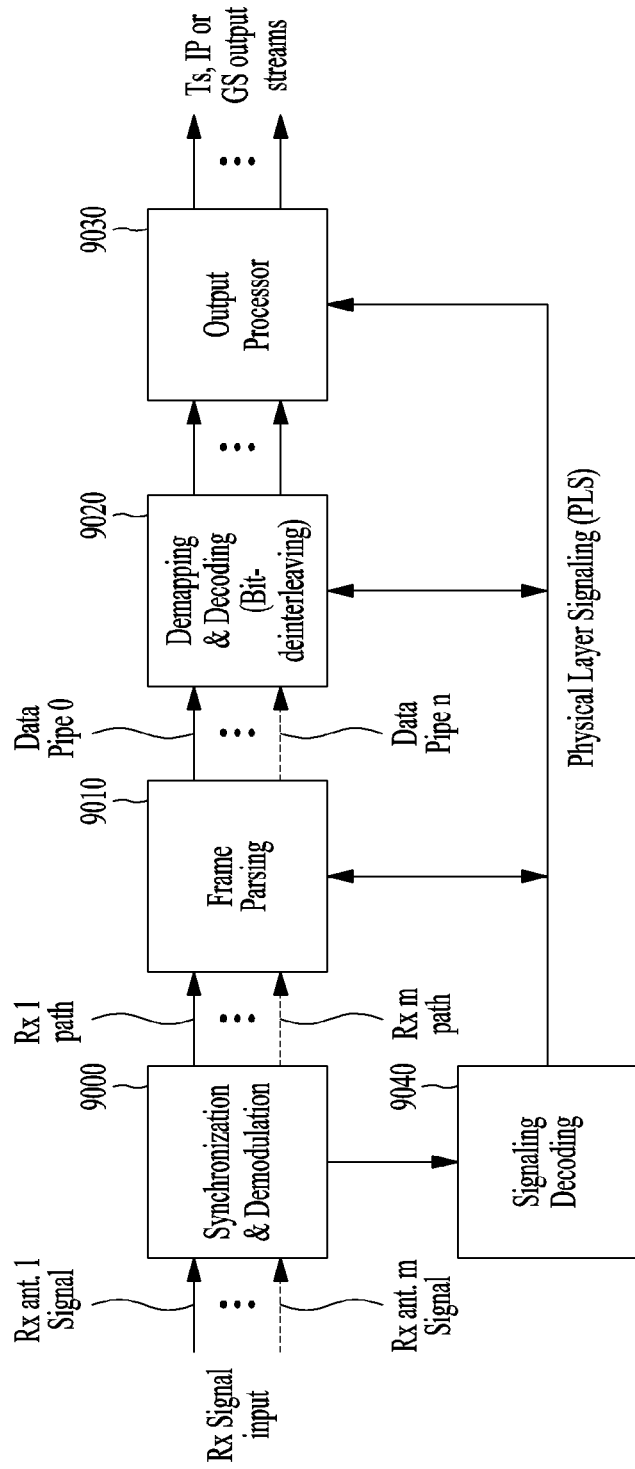 Rx Signal
input
Rx ant. 1
Signal
Rx ant. m
Signal
9000
Synchronization
& Demodulation
Rx 1
path
Rx m
path
9010
Frame
Parsing
Data
Pipe 0
Data
Pipe n
9020
Demapping
& Decoding
(Bit-
deinterleaving)
9030
Output
Processor
Ts, IP or
GS output
streams
9040
Signaling
Decoding
Physical Layer Signaling (PLS)